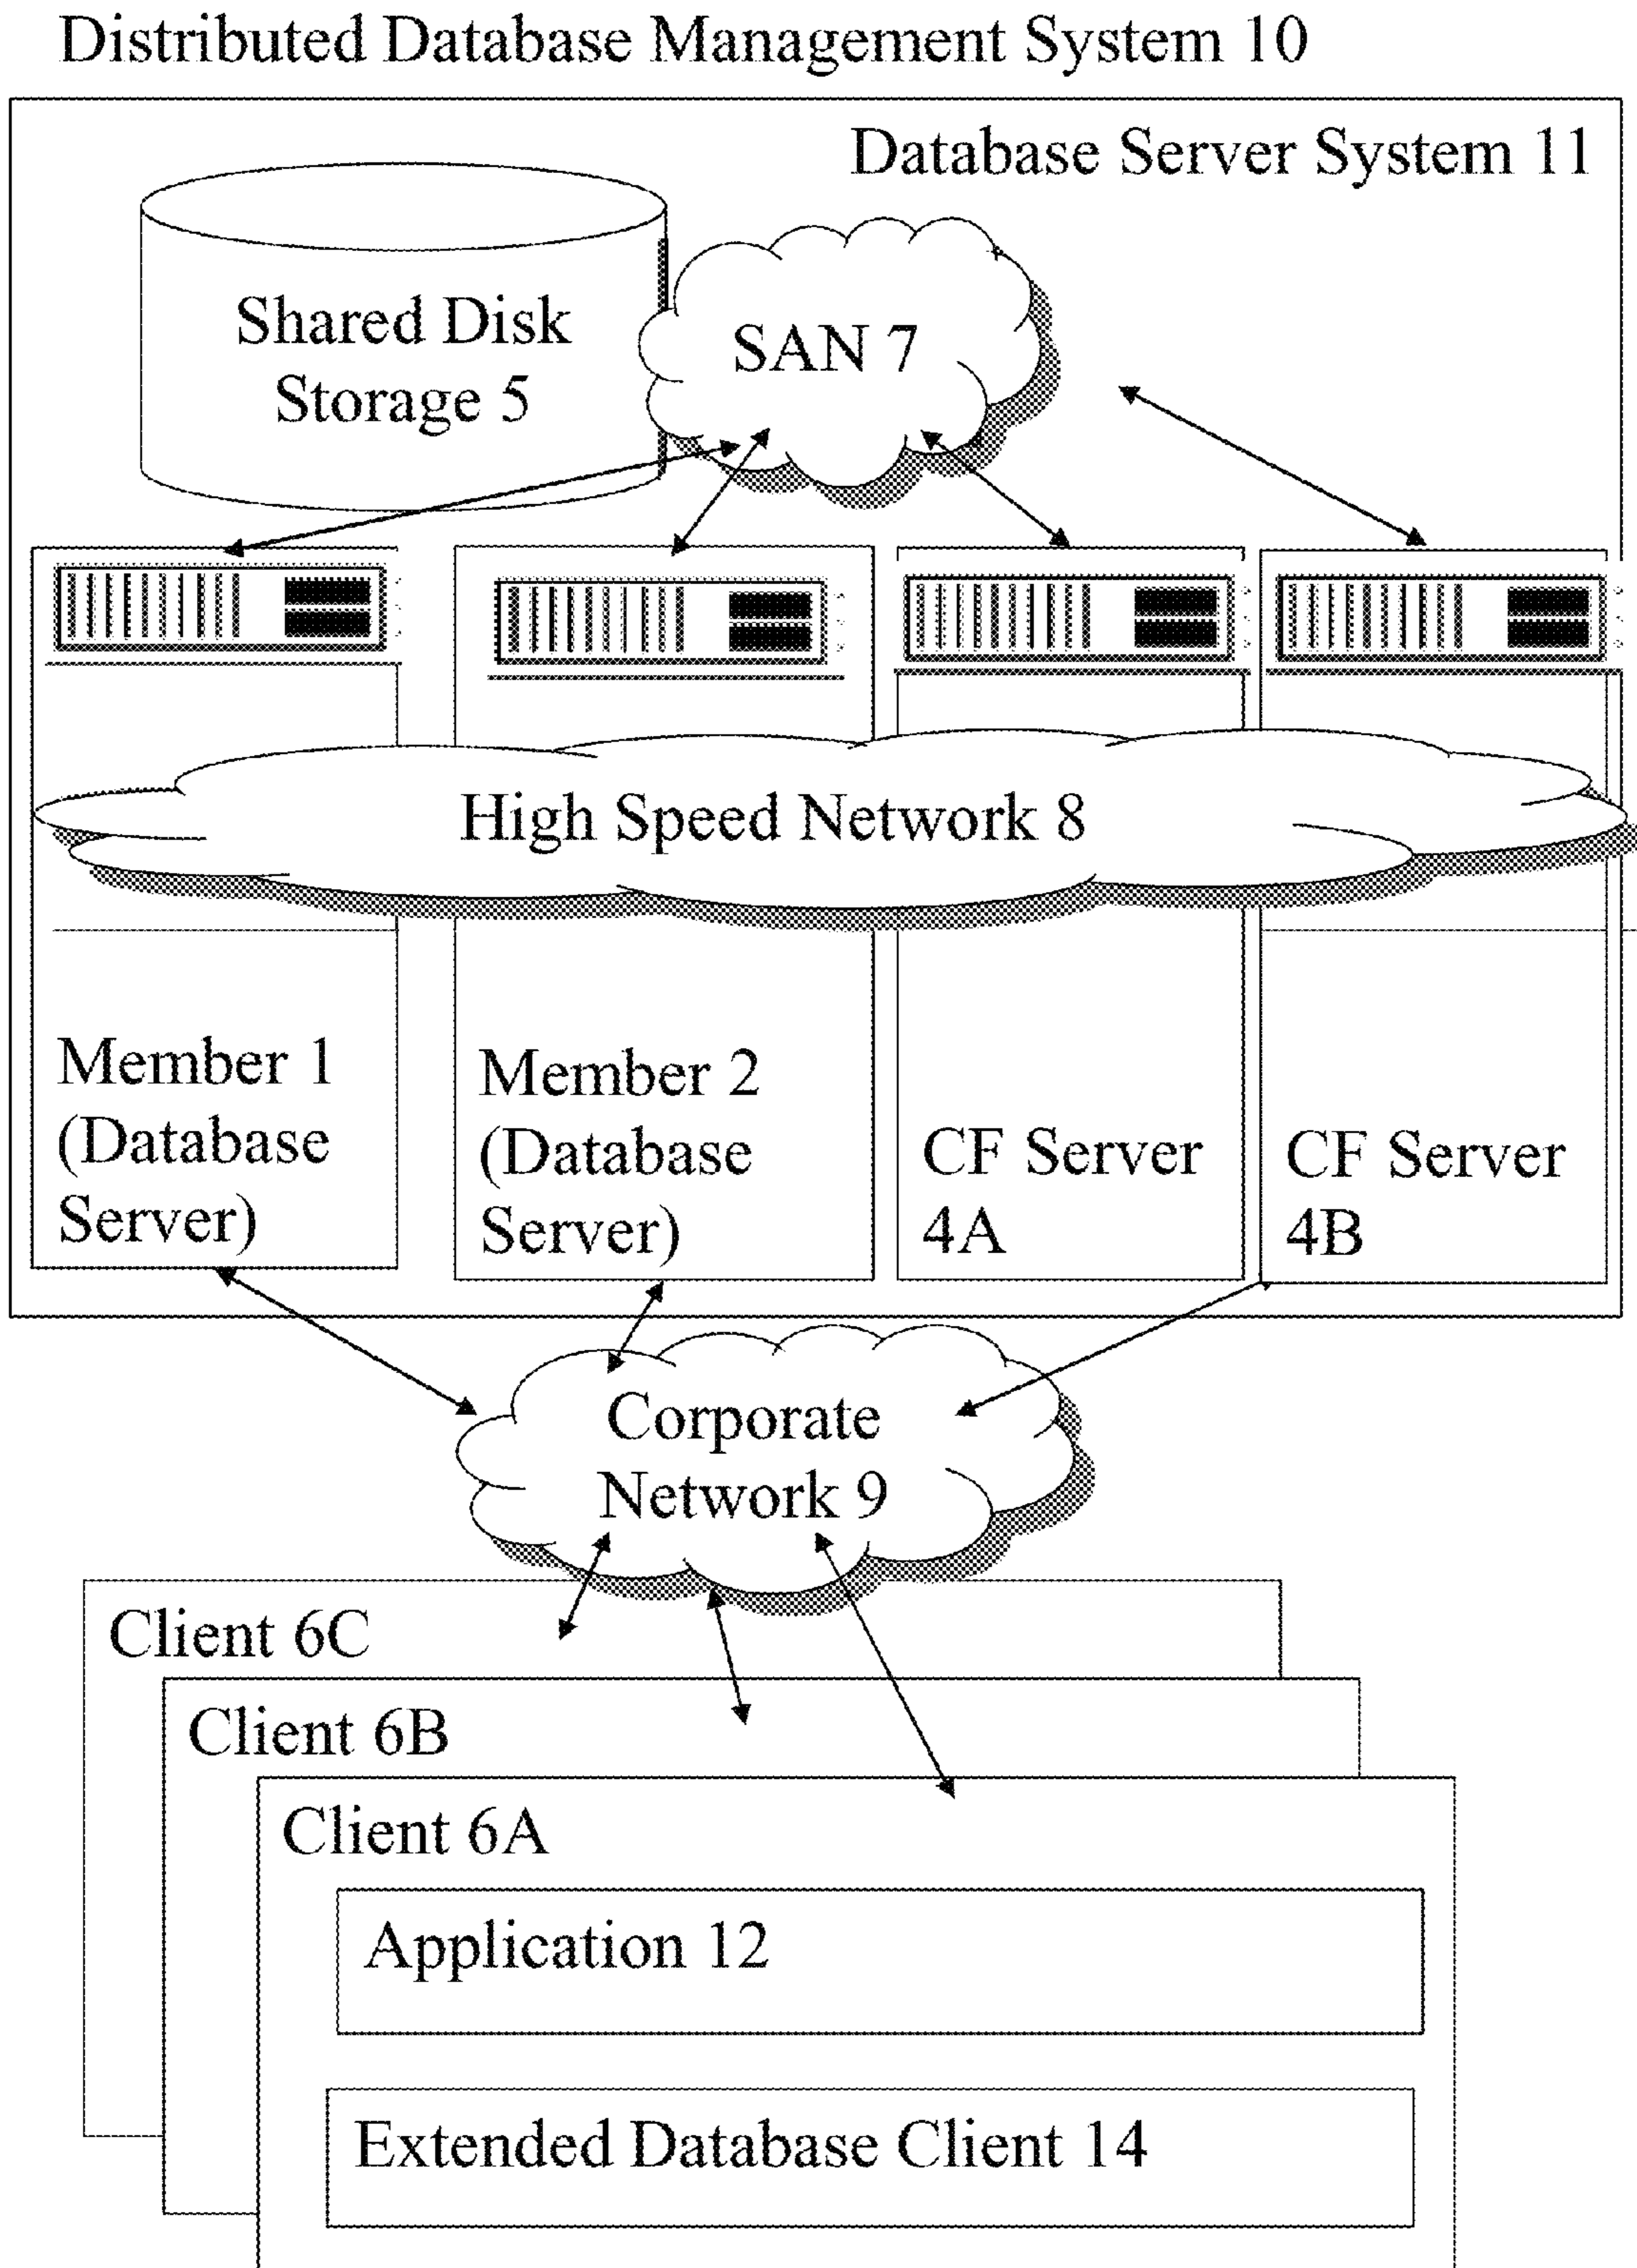 Distributed Database Management System 10
Database Server System 11
Shared Disk
Storage 5
SAN 7
High Speed Network 8
Member 1
(Database
Server)
Member 2
(Database
Server)
CF Server
4A
CF Server
4B
Corporate
Network 9
Client 6C
Client 6B
Client 6A
Application 12
Extended Database Client 14